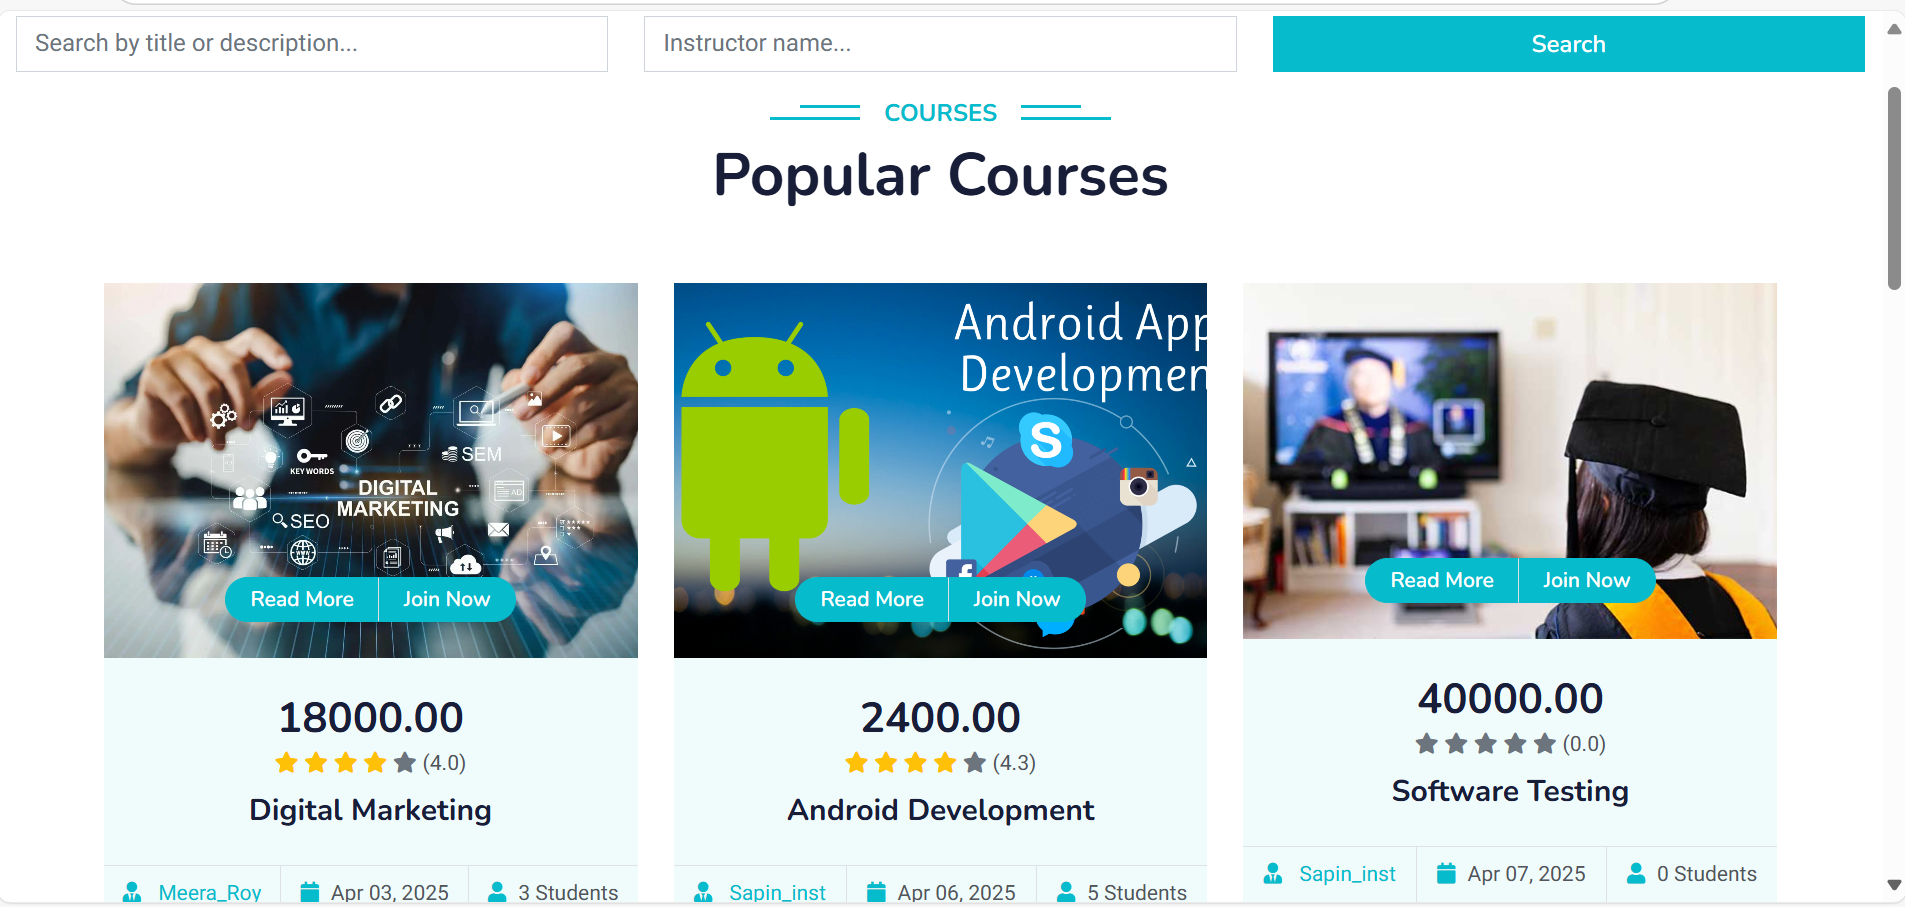 Search by title or description...
Instructor name...
Search
COURSES
Popular Courses
KEY WORDS
SEM
DIGITAL
MARKETING
AD
SEO
Read More
Join Now
18000.00
(4.0)
Digital Marketing
Meera_Roy
Apr 03, 2025
3 Students
Android App
Developmen
S
f
Read More
Join Now
2400.00
(4.3)
Android Development
Sapin_inst
Apr 06, 2025
5 Students
Read More
Join Now
40000.00
(0.0)
Software Testing
Sapin_inst
Apr 07, 2025
0 Students